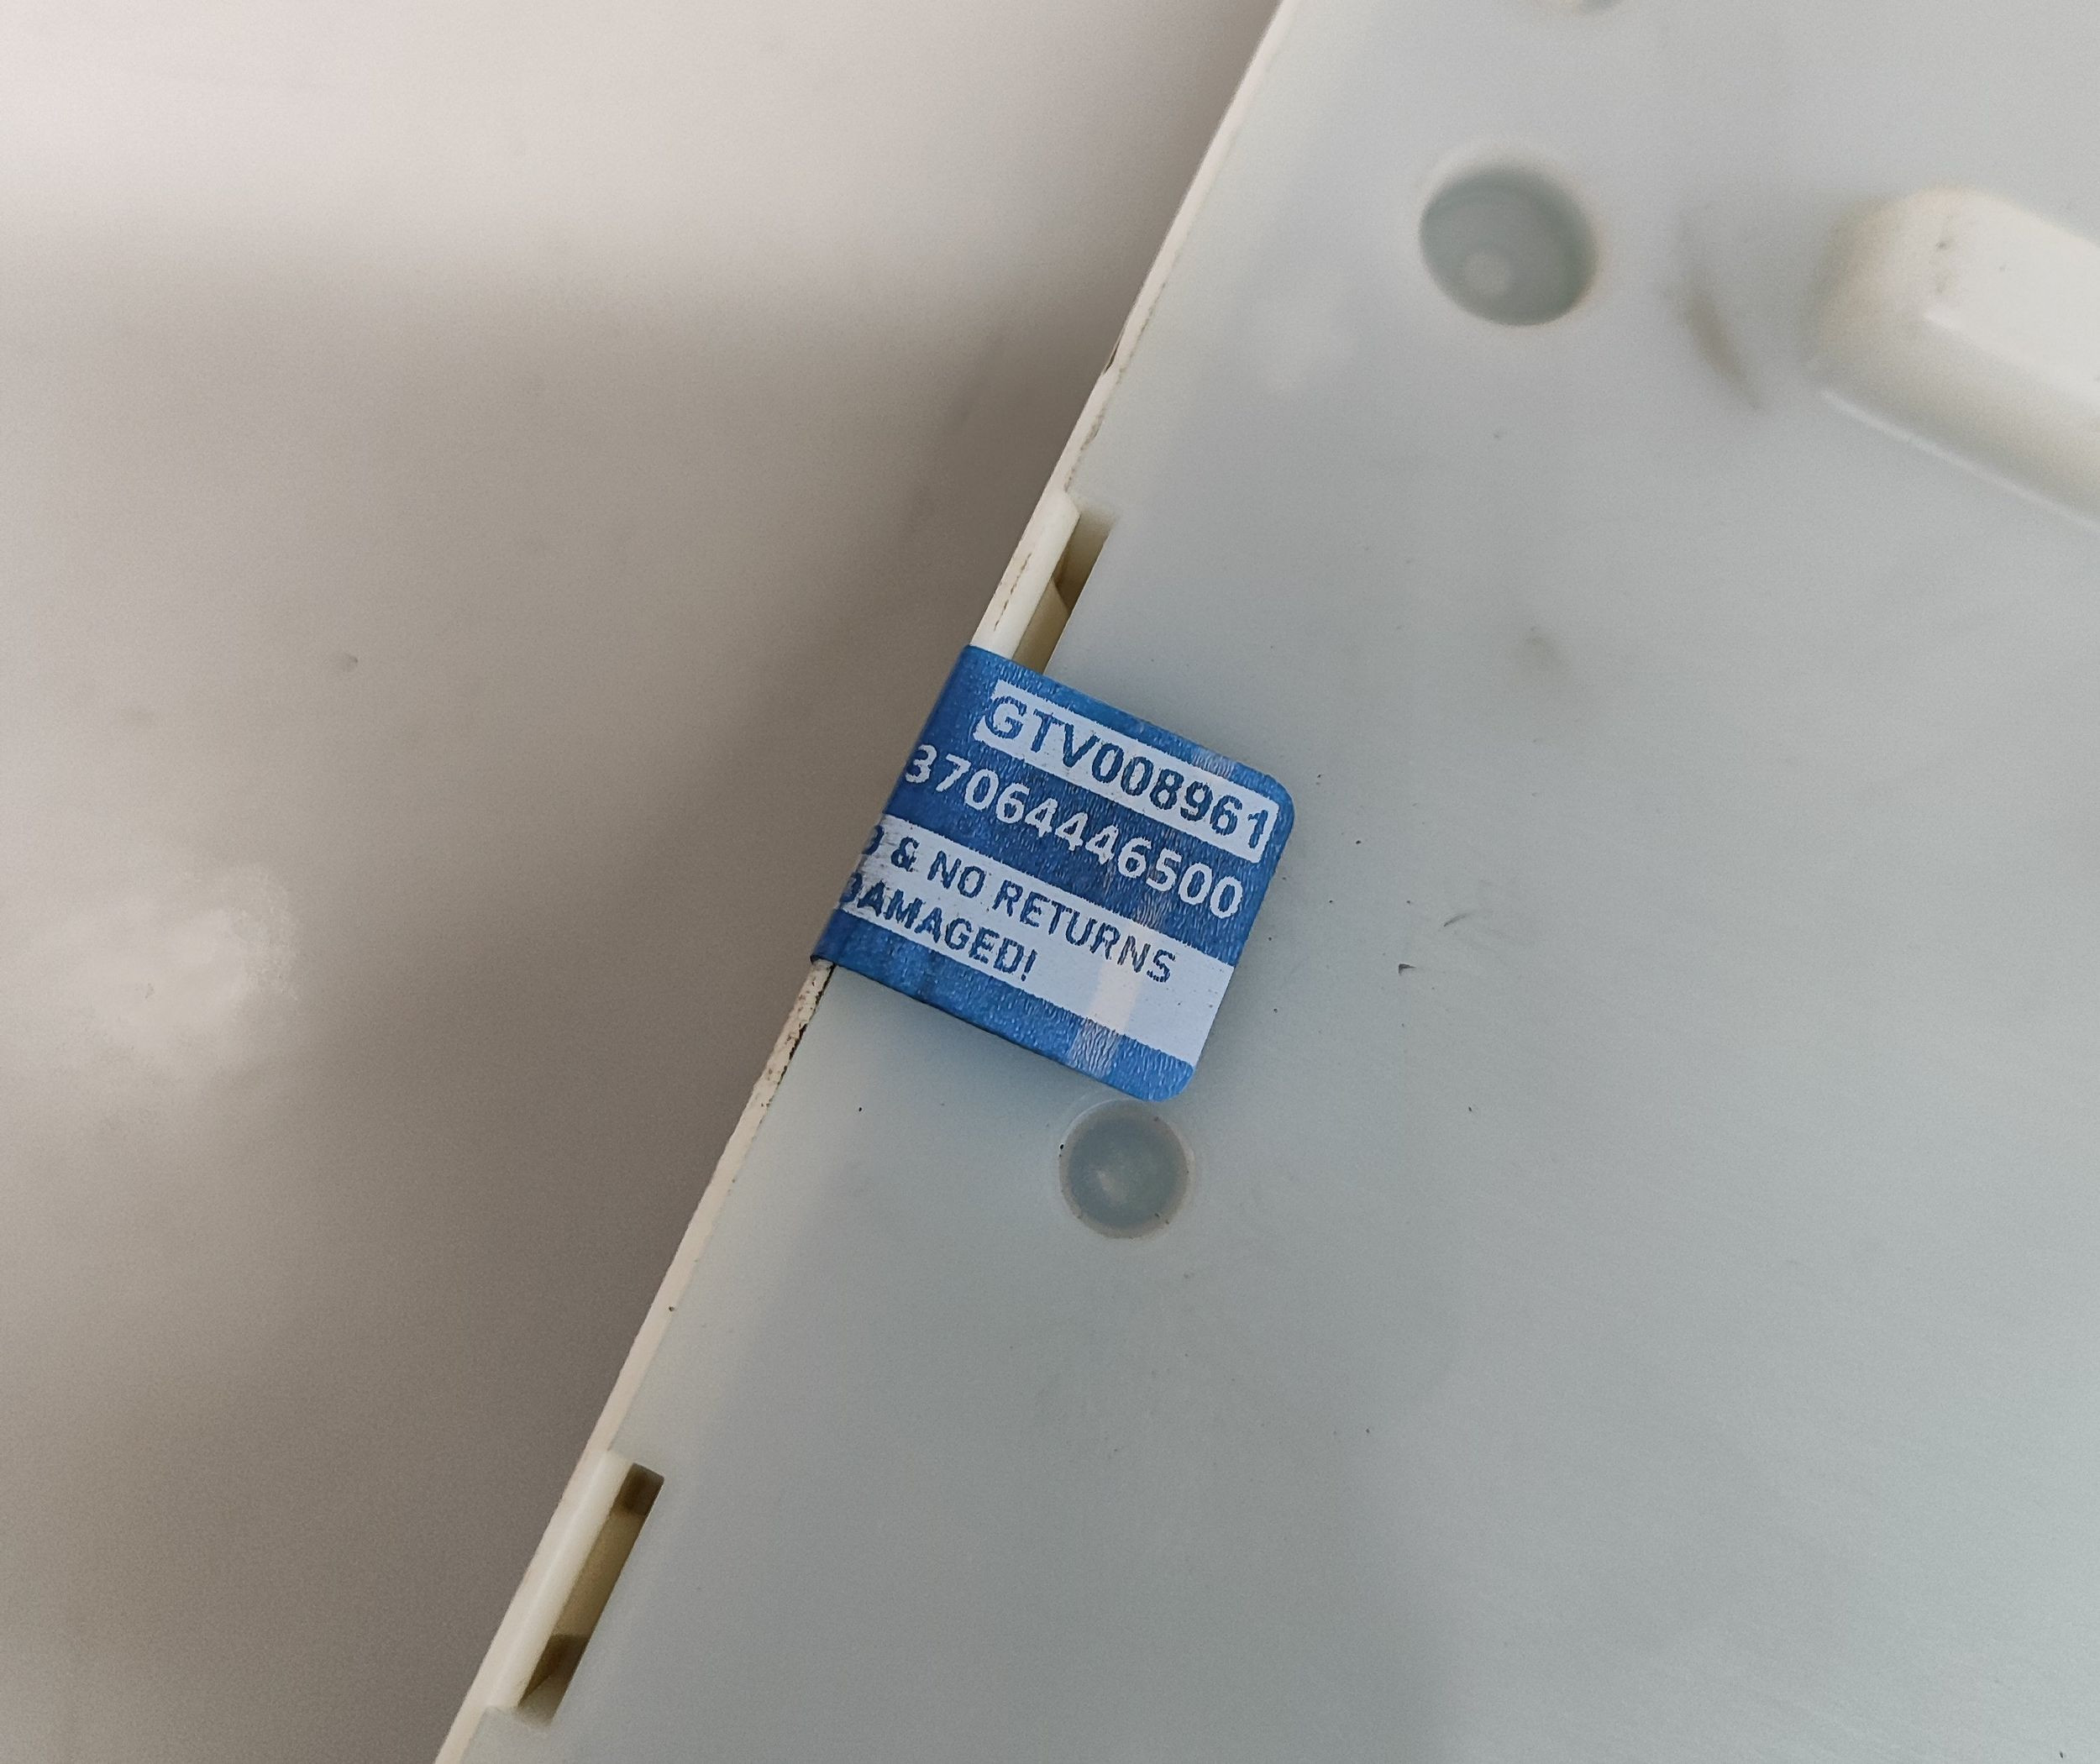 GTV008961
37064446500
& NO RETURNS
DAMAGED!